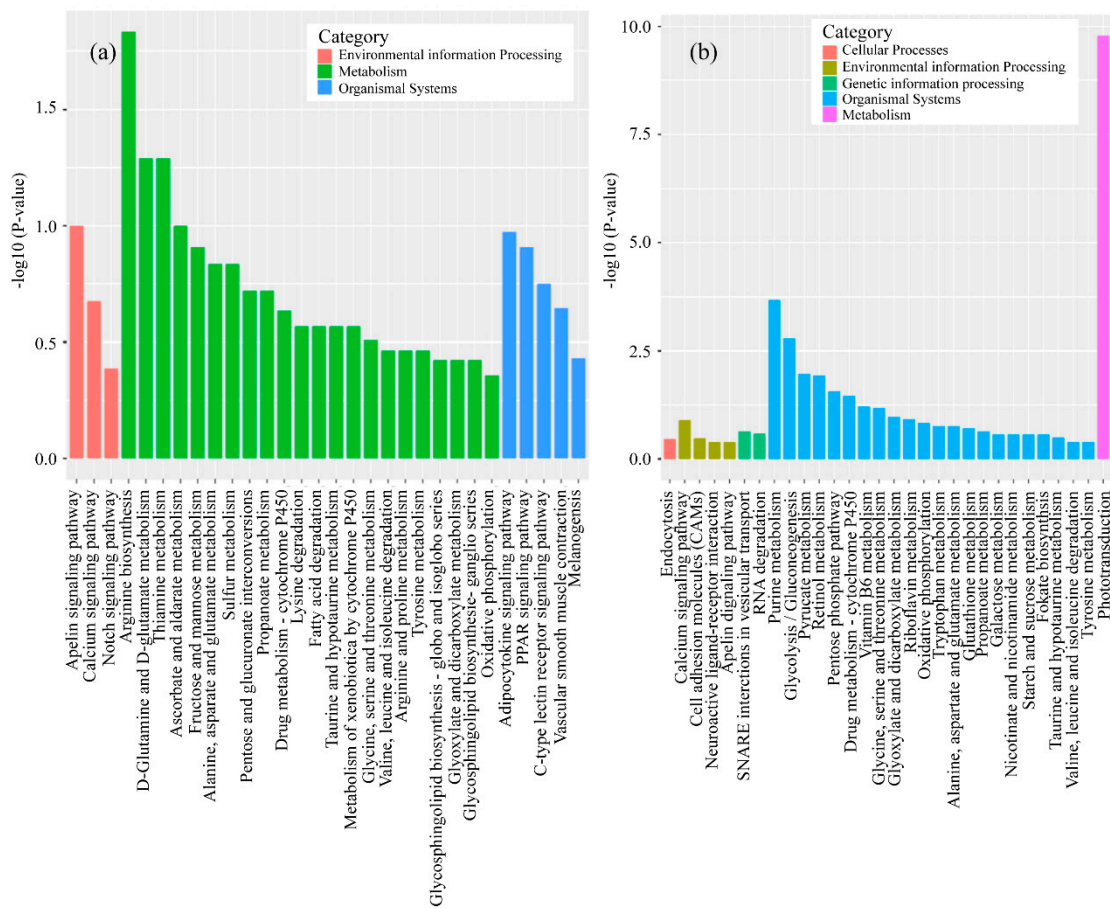 (a)
Category
Environmental information Processing
Metabolism
Organismal Systems
-log10 (P-value)
1.5
1.0
0.5
0.0
Apelin signaling pathway
Calcium signaling pathway
Notch signaling pathway
Arginine biosynthesis
D-Glutamine and D-glutamate metabolism
Thiamine metabolism
Ascorbate and aldarate metabolism
Fructose and mannose metabolism
Alanine, asparate and glutamate metabolism
Sulfur metabolism
Pentose and glucuronate interconversions
Propanoate metabolism
Drug metabolism - cytochrome P450
Lysine degradation
Fatty acid degradation
Taurine and hypotaurine metabolism
Metabolism of xenobiotica by cytochrome P450
Glycine, serine and threonine metabolism
Valine, leucine and isoleucine degradation
Arginine and proline metabolism
Tyrosine metabolism
Glycosphingolipid biosynthesis - globo and isoglobo series
Glyoxylate and dicarboxylate metabolism
Glycosphingolipid biosynthesis- ganglio series
Oxidative phosphorylation
Adipocytokine signaling pathway
PPAR signaling pathway
C-type lectin receptor signaling pathway
Vascular smooth muscle contraction
Melanogensis
(b)
Category
Cellular Processes
Environmental information Processing
Genetic information processing
Organismal Systems
Metabolism
-log10 (P-value)
10.0
7.5
5.0
2.5
0.0
Endocytosis
Calcium signaling pathway
Cell adhesion molecules (CAMs)
Neuroactive ligand-receptor interaction
Apelin dignaling pathway
SNARE interctions in vesicular transport
RNA degradation
Purine metabolism
Glycolysis / Gluconeogenesis
Pyrucate metabolism
Retinol metabolism
Pentose phosphate pathway
Drug metabolism - cytochrome P450
Vitamin B6 metabolism
Glycine, serine and threonine metabolism
Glyoxylate and dicarboxylate metabolism
Riboflavin metabolism
Oxidative phosphorylation
Tryptophan metabolism
Alanine, aspartate and glutamate metabolism
Glutathione metabolism
Propanoate metabolism
Galactose metabolism
Nicotinate and nicotinamide metabolism
Starch and sucrose metabolism
Fokate biosynthsis
Taurine and hypotaurine metabolism
Valine, leucine and isoleucine degradation
Tyrosine metabolism
Phototransduction